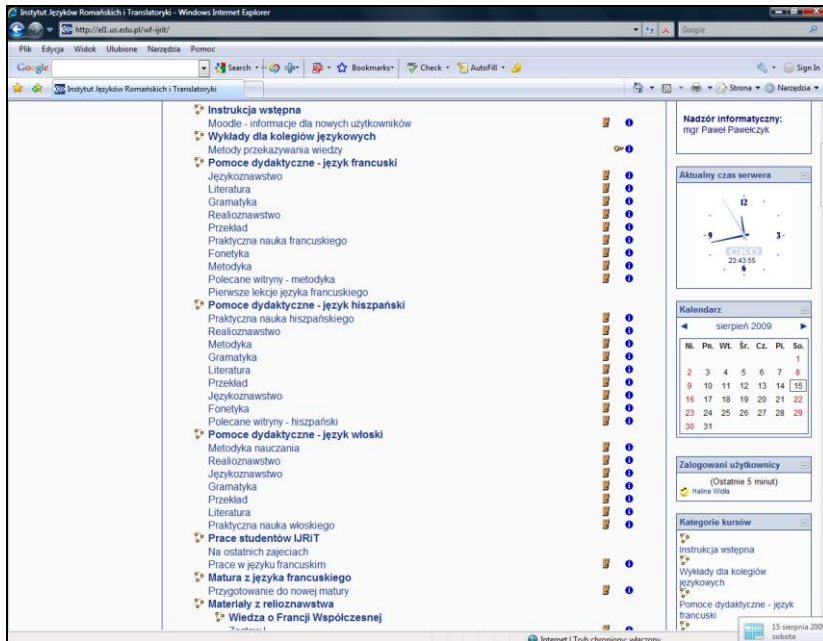 Instytut Języków Romańskich i Translatoryki - Windows Internet Explorer
http://el1.us.edu.pl/wf-ijrit/
Google
Plik Edycja Widok Ulubione Narzędzia Pomoc
Google Search Bookmarks Check AutoFill Sign In
Instytut Języków Romańskich i Translatoryki Strona Narzędzia
Instrukcja wstępna
Moodle - informacje dla nowych użytkowników
Wykłady dla kolegiów językowych
Metody przekazywania wiedzy
Pomoce dydaktyczne - język francuski
Językoznawstwo
Literatura
Gramatyka
Realioznawstwo
Przekład
Praktyczna nauka francuskiego
Fonetyka
Metodyka
Polecane witryny - metodyka
Pierwsze lekcje języka francuskiego
Pomoce dydaktyczne - język hiszpański
Praktyczna nauka hiszpańskiego
Realioznawstwo
Metodyka
Gramatyka
Literatura
Przekład
Językoznawstwo
Fonetyka
Polecane witryny - hiszpański
Pomoce dydaktyczne - język włoski
Metodyka nauczania
Realioznawstwo
Językoznawstwo
Gramatyka
Przekład
Literatura
Praktyczna nauka włoskiego
Prace studentów IJRiT
Na ostatnich zajeciach
Prace w języku francuskim
Matura z języka francuskiego
Przygotowanie do nowej matury
Materiały z relioznawstwa
Wiedza o Francji Współczesnej
Zestaw I
Nadzór informatyczny:
mgr Paweł Pawełczyk
Aktualny czas serwera
12
9 3
CKO
23:43:55
6
Kalendarz
sierpień 2009
Ni. Pn. Wt. Śr. Cz. Pi. So.
1
2 3 4 5 6 7 8
9 10 11 12 13 14 15
16 17 18 19 20 21 22
23 24 25 26 27 28 29
30 31
Zalogowani użytkownicy
(Ostatnie 5 minut)
Halina Widła
Kategorie kursów
Instrukcja wstępna
Wykłady dla kolegiów
językowych
Pomoce dydaktyczne - język
francuski
Internet | Tryb chroniony: włączony
15 sierpnia 200
sobota